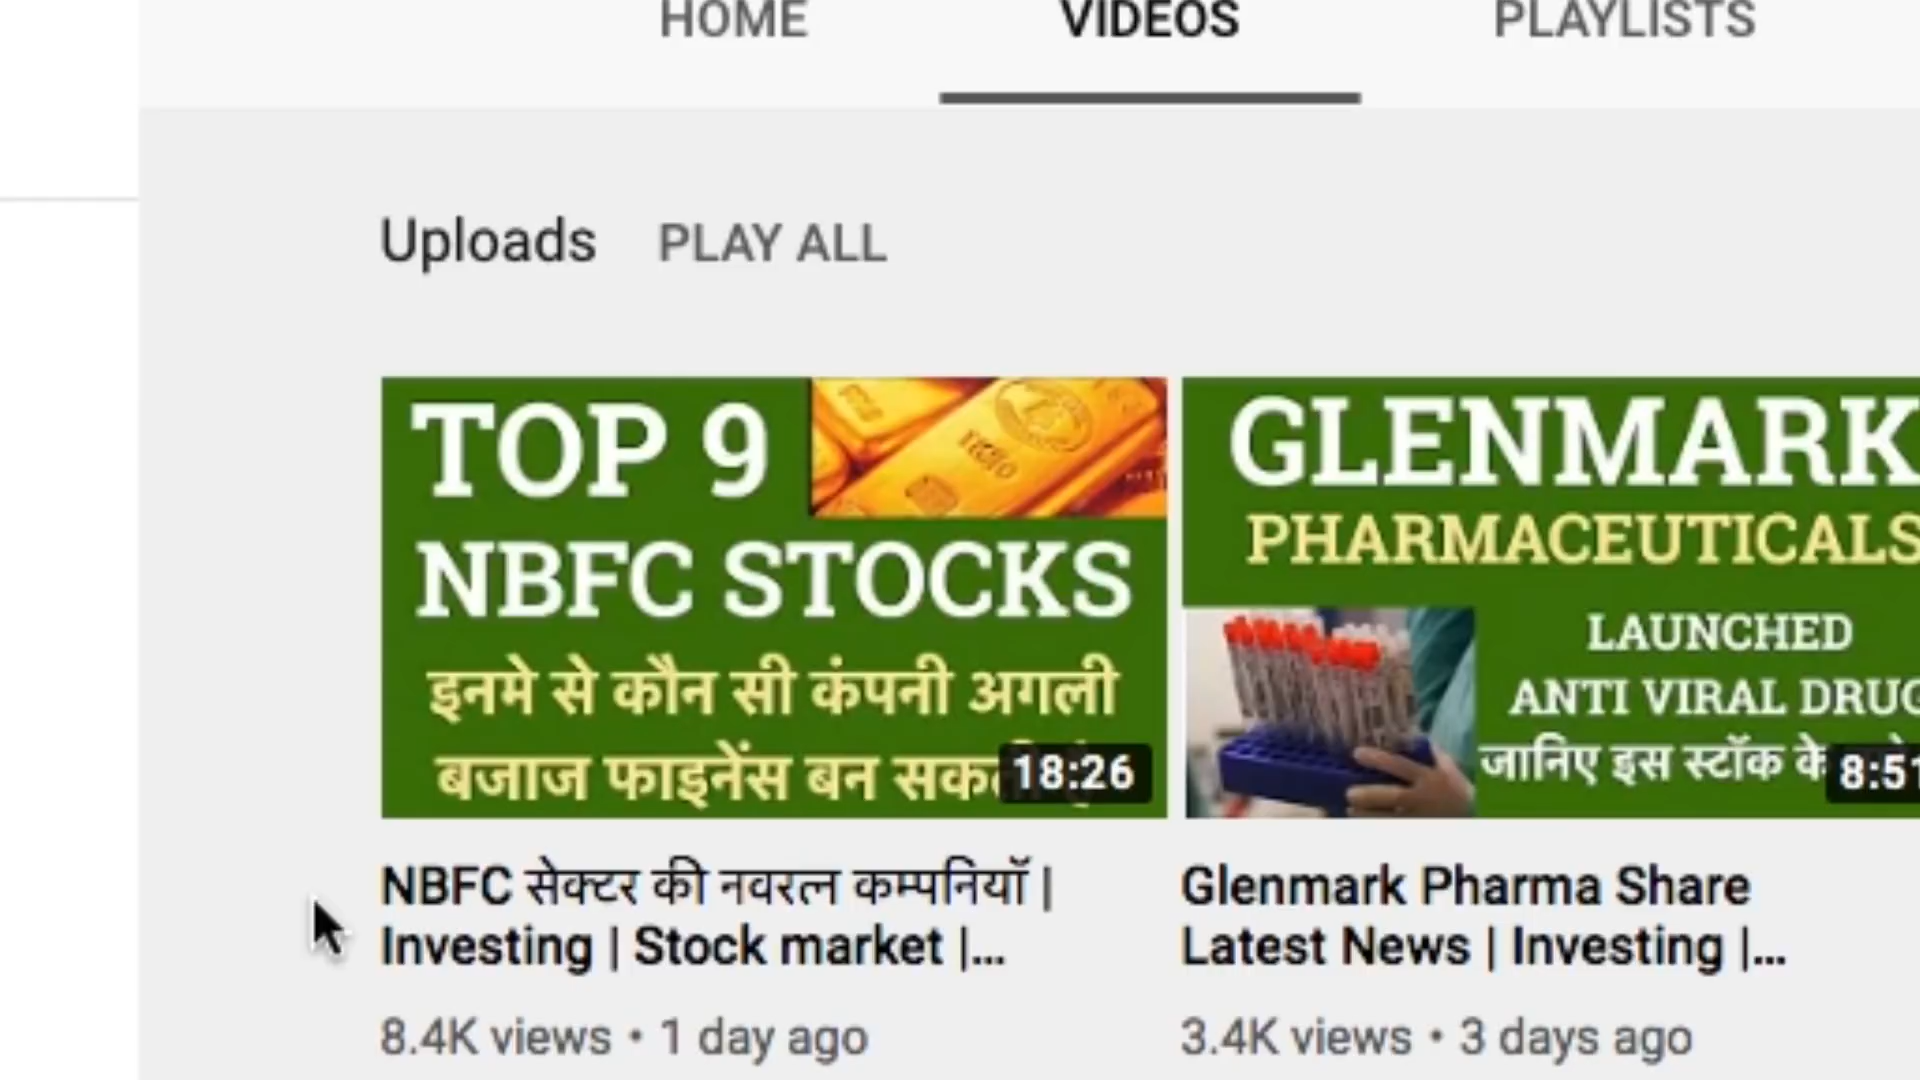 HOME VIDEOS PLAYLISTS
Uploads PLAY ALL
TOP 9
NBFC STOCKS
इनमे से कौन सी कंपनी अगली
बजाज फाइनेंस बन
18:26
GLENMARK
PHARMACEUTICALS
LAUNCHED
ANTI VIRAL DRUG
जानिए इस स्टॉक के
8:51
NBFC सेक्टर की नवरत्न कम्पनियाॅ |
Investing | Stock market |...
8.4K views • 1 day ago
Glenmark Pharma Share
Latest News | Investing |...
3.4K views • 3 days ago